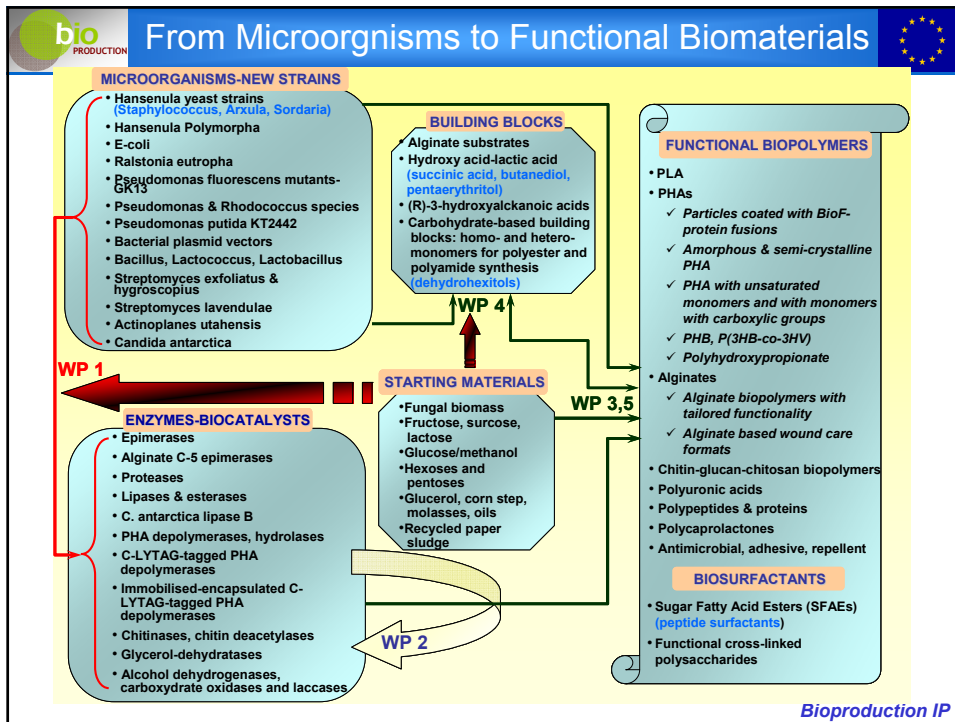 bio
PRODUCTION
From Microorgnisms to Functional Biomaterials
MICROORGANISMS-NEW STRAINS
• Hansenula yeast strains
(Staphylococcus, Arxula, Sordaria)
• Hansenula Polymorpha
• E-coli
• Ralstonia eutropha
• Pseudomonas fluorescens mutants-
GK13
• Pseudomonas & Rhodococcus species
• Pseudomonas putida KT2442
• Bacterial plasmid vectors
• Bacillus, Lactococcus, Lactobacillus
• Streptomyces exfoliatus &
hygroscopius
• Streptomyces lavendulae
• Actinoplanes utahensis
• Candida antarctica
BUILDING BLOCKS
• Alginate substrates
• Hydroxy acid-lactic acid
(succinic acid, butanediol,
pentaerythritol)
• (R)-3-hydroxyalckanoic acids
• Carbohydrate-based building
blocks: homo- and hetero-
monomers for polyester and
polyamide synthesis
(dehydrohexitols)
WP 4
WP 1
STARTING MATERIALS
•Fungal biomass
•Fructose, surcose,
lactose
•Glucose/methanol
•Hexoses and
pentoses
•Glucerol, corn step,
molasses, oils
•Recycled paper
sludge
WP 3,5
ENZYMES-BIOCATALYSTS
• Epimerases
• Alginate C-5 epimerases
• Proteases
• Lipases & esterases
• C. antarctica lipase B
• PHA depolymerases, hydrolases
• C-LYTAG-tagged PHA
depolymerases
• Immobilised-encapsulated C-
LYTAG-tagged PHA
depolymerases
• Chitinases, chitin deacetylases
• Glycerol-dehydratases
• Alcohol dehydrogenases,
carboxydrate oxidases and laccases
WP 2
FUNCTIONAL BIOPOLYMERS
• PLA
• PHAs
✓ Particles coated with BioF-
protein fusions
✓ Amorphous & semi-crystalline
PHA
✓ PHA with unsaturated
monomers and with monomers
with carboxylic groups
✓ PHB, P(3HB-co-3HV)
✓ Polyhydroxypropionate
• Alginates
✓ Alginate biopolymers with
tailored functionality
✓ Alginate based wound care
formats
• Chitin-glucan-chitosan biopolymers
• Polyuronic acids
• Polypeptides & proteins
• Polycaprolactones
• Antimicrobial, adhesive, repellent
BIOSURFACTANTS
• Sugar Fatty Acid Esters (SFAEs)
(peptide surfactants)
• Functional cross-linked
polysaccharides
Bioproduction IP